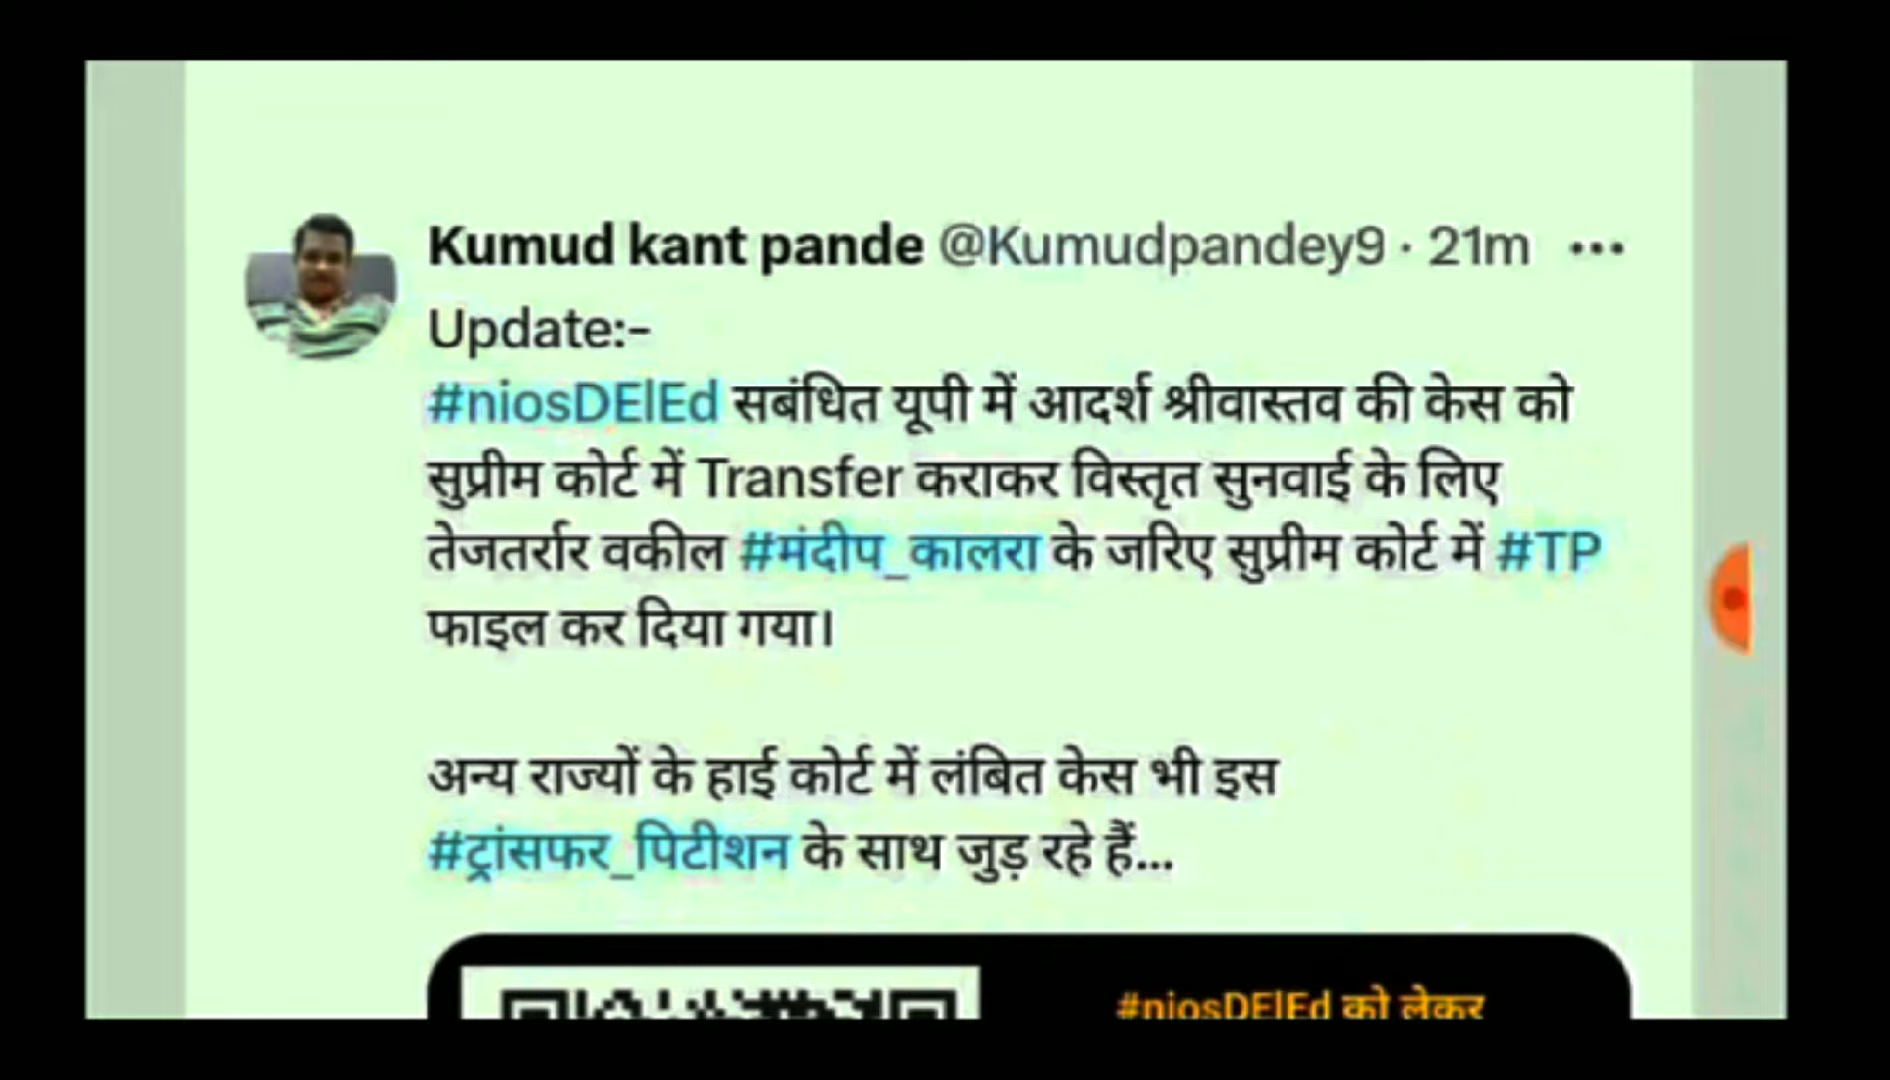 Kumud kant pande @Kumudpandey9 · 21m ...
Update:-
#niosDElEd सबंधित यूपी में आदर्श श्रीवास्तव की केस को
सुप्रीम कोर्ट में Transfer कराकर विस्तृत सुनवाई के लिए
तेजतर्रार वकील #मंदीप_कालरा के जरिए सुप्रीम कोर्ट में #TP
फाइल कर दिया गया।
अन्य राज्यों के हाई कोर्ट में लंबित केस भी इस
#ट्रांसफर_पिटीशन के साथ जुड़ रहे हैं...
#niosDElEd को लेकर